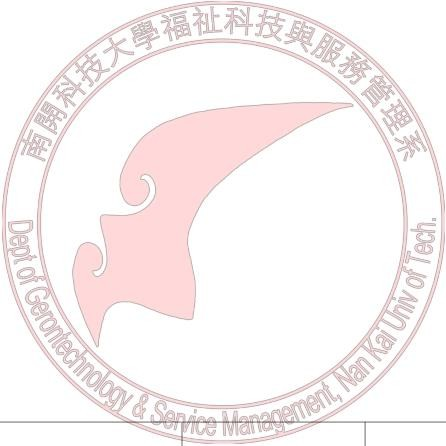 南開科技大學福祉科技與服務管理系
Dept of Gerontechnology & Service Management, Nan Kai Univ of Tech.